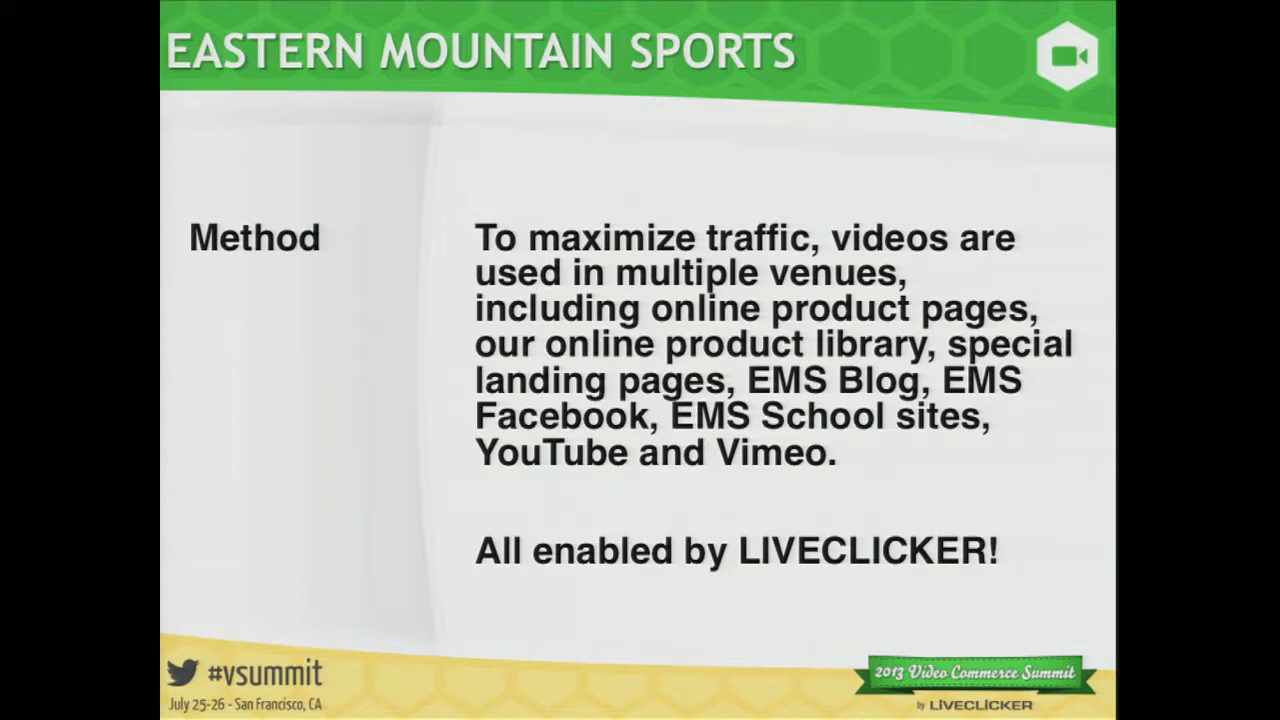 EASTERN MOUNTAIN SPORTS
Method
To maximize traffic, videos are
used in multiple venues,
including online product pages,
our online product library, special
landing pages, EMS Blog, EMS
Facebook, EMS School sites,
YouTube and Vimeo.
All enabled by LIVECLICKER!
#vsummit
July 25-26 - San Francisco, CA
2013 Video Commerce Summit
by LIVECLICKER